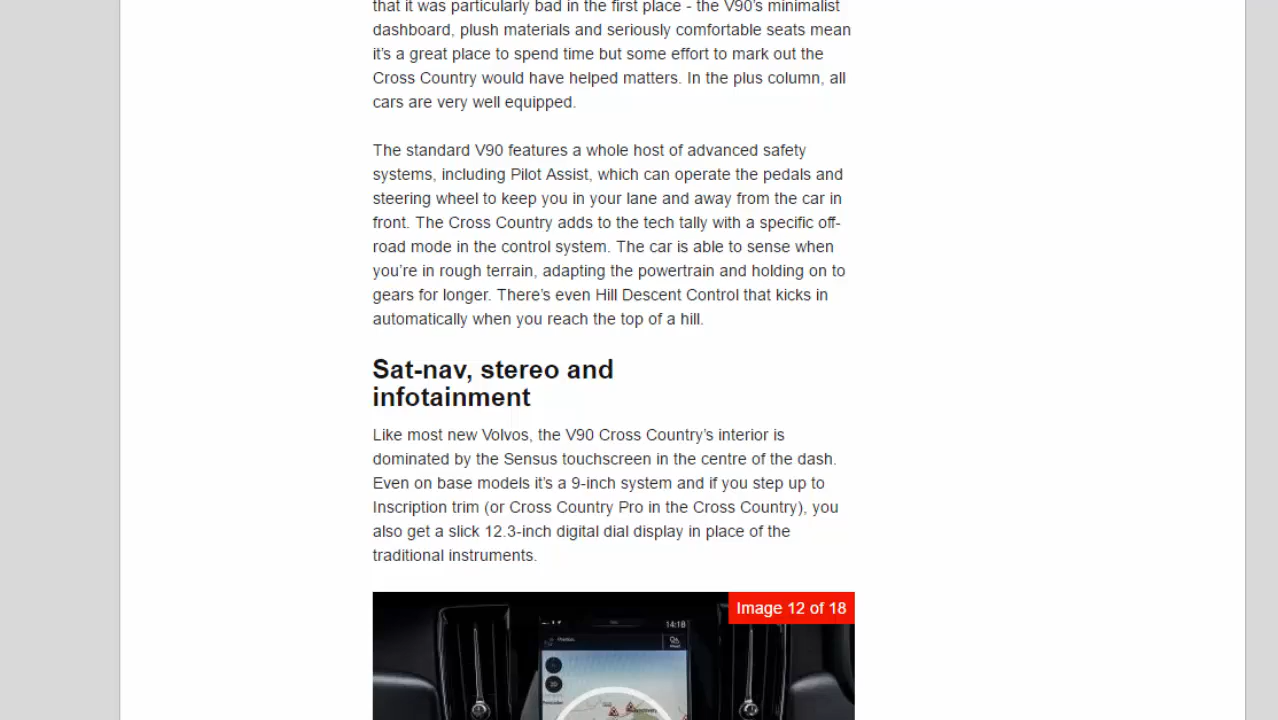 that it was particularly bad in the first place - the V90's minimalist
dashboard, plush materials and seriously comfortable seats mean
it's a great place to spend time but some effort to mark out the
Cross Country would have helped matters. In the plus column, all
cars are very well equipped.
The standard V90 features a whole host of advanced safety
systems, including Pilot Assist, which can operate the pedals and
steering wheel to keep you in your lane and away from the car in
front. The Cross Country adds to the tech tally with a specific off-
road mode in the control system. The car is able to sense when
you're in rough terrain, adapting the powertrain and holding on to
gears for longer. There's even Hill Descent Control that kicks in
automatically when you reach the top of a hill.
Sat-nav, stereo and
infotainment
Like most new Volvos, the V90 Cross Country's interior is
dominated by the Sensus touchscreen in the centre of the dash.
Even on base models it's a 9-inch system and if you step up to
Inscription trim (or Cross Country Pro in the Cross Country), you
also get a slick 12.3-inch digital dial display in place of the
traditional instruments.
Image 12 of 18
14:18